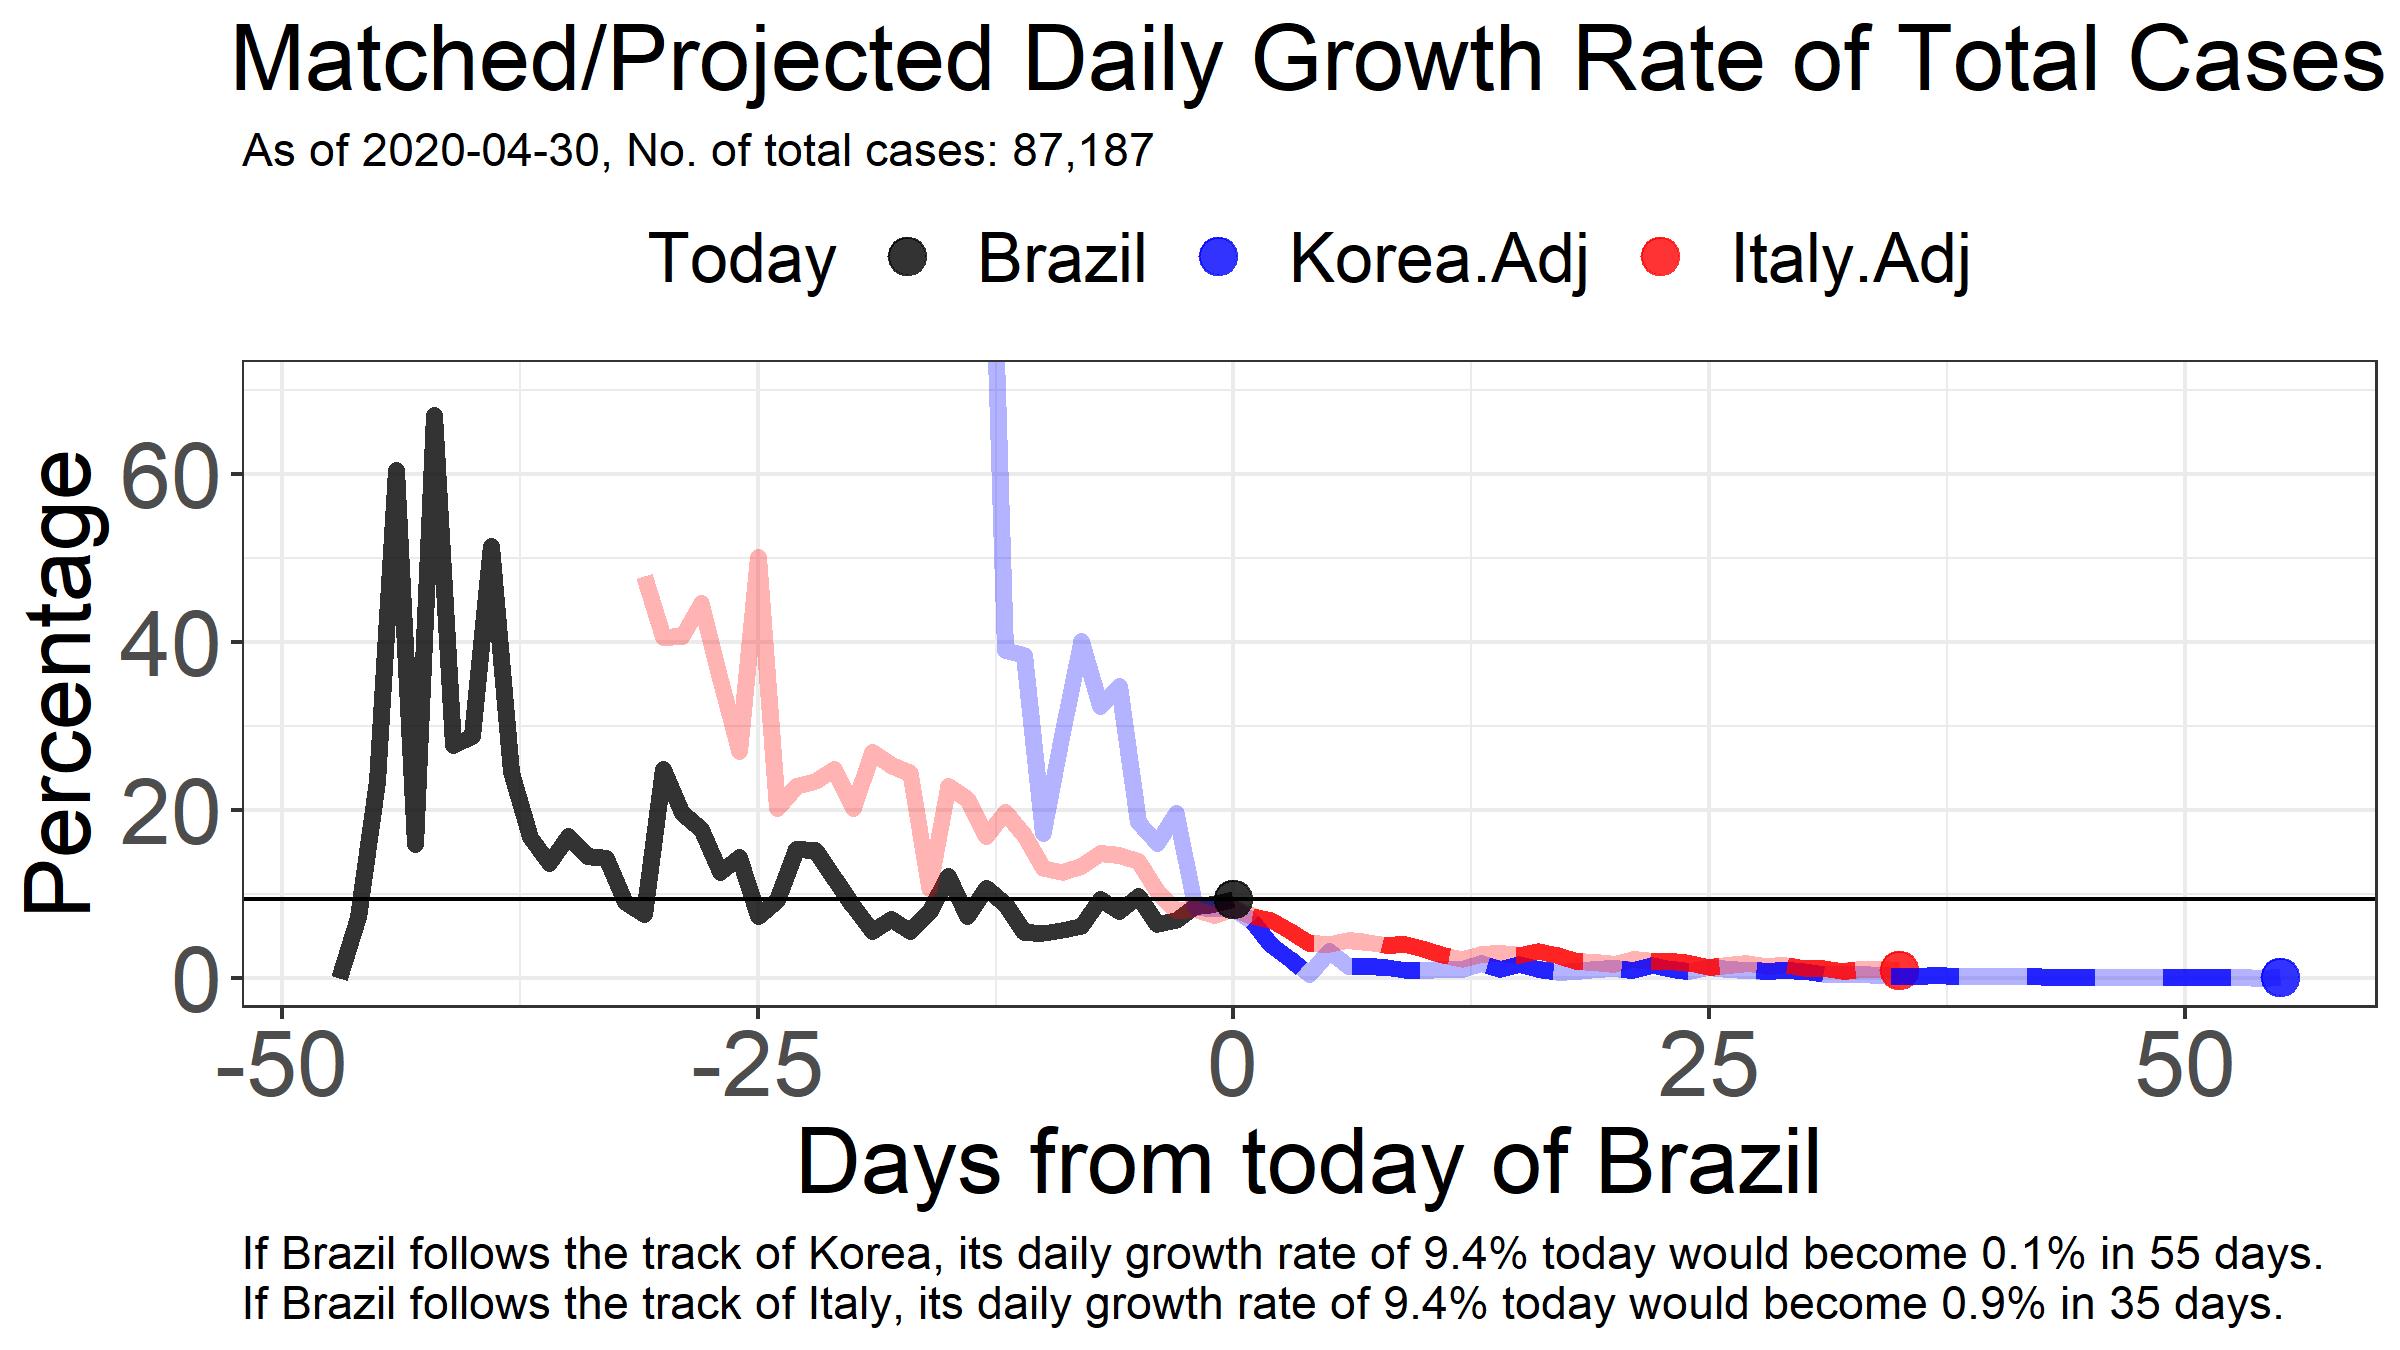 Matched/Projected Daily Growth Rate of Total Cases
As of 2020-04-30, No. of total cases: 87,187
Today Brazil Korea.Adj Italy.Adj
Percentage
60
40
20
0
-50 -25 0 25 50
Days from today of Brazil
If Brazil follows the track of Korea, its daily growth rate of 9.4% today would become 0.1% in 55 days.
If Brazil follows the track of Italy, its daily growth rate of 9.4% today would become 0.9% in 35 days.